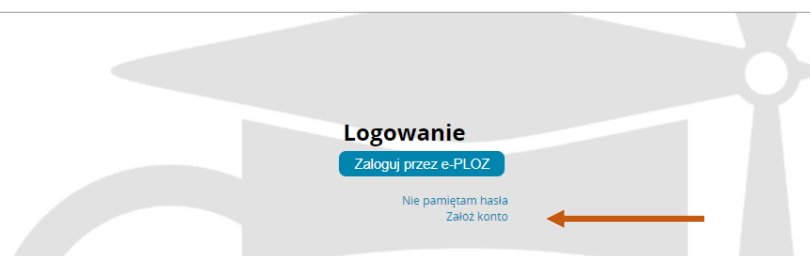 Logowanie
Zaloguj przez e-PLOZ
Nie pamiętam hasła
Załóż konto